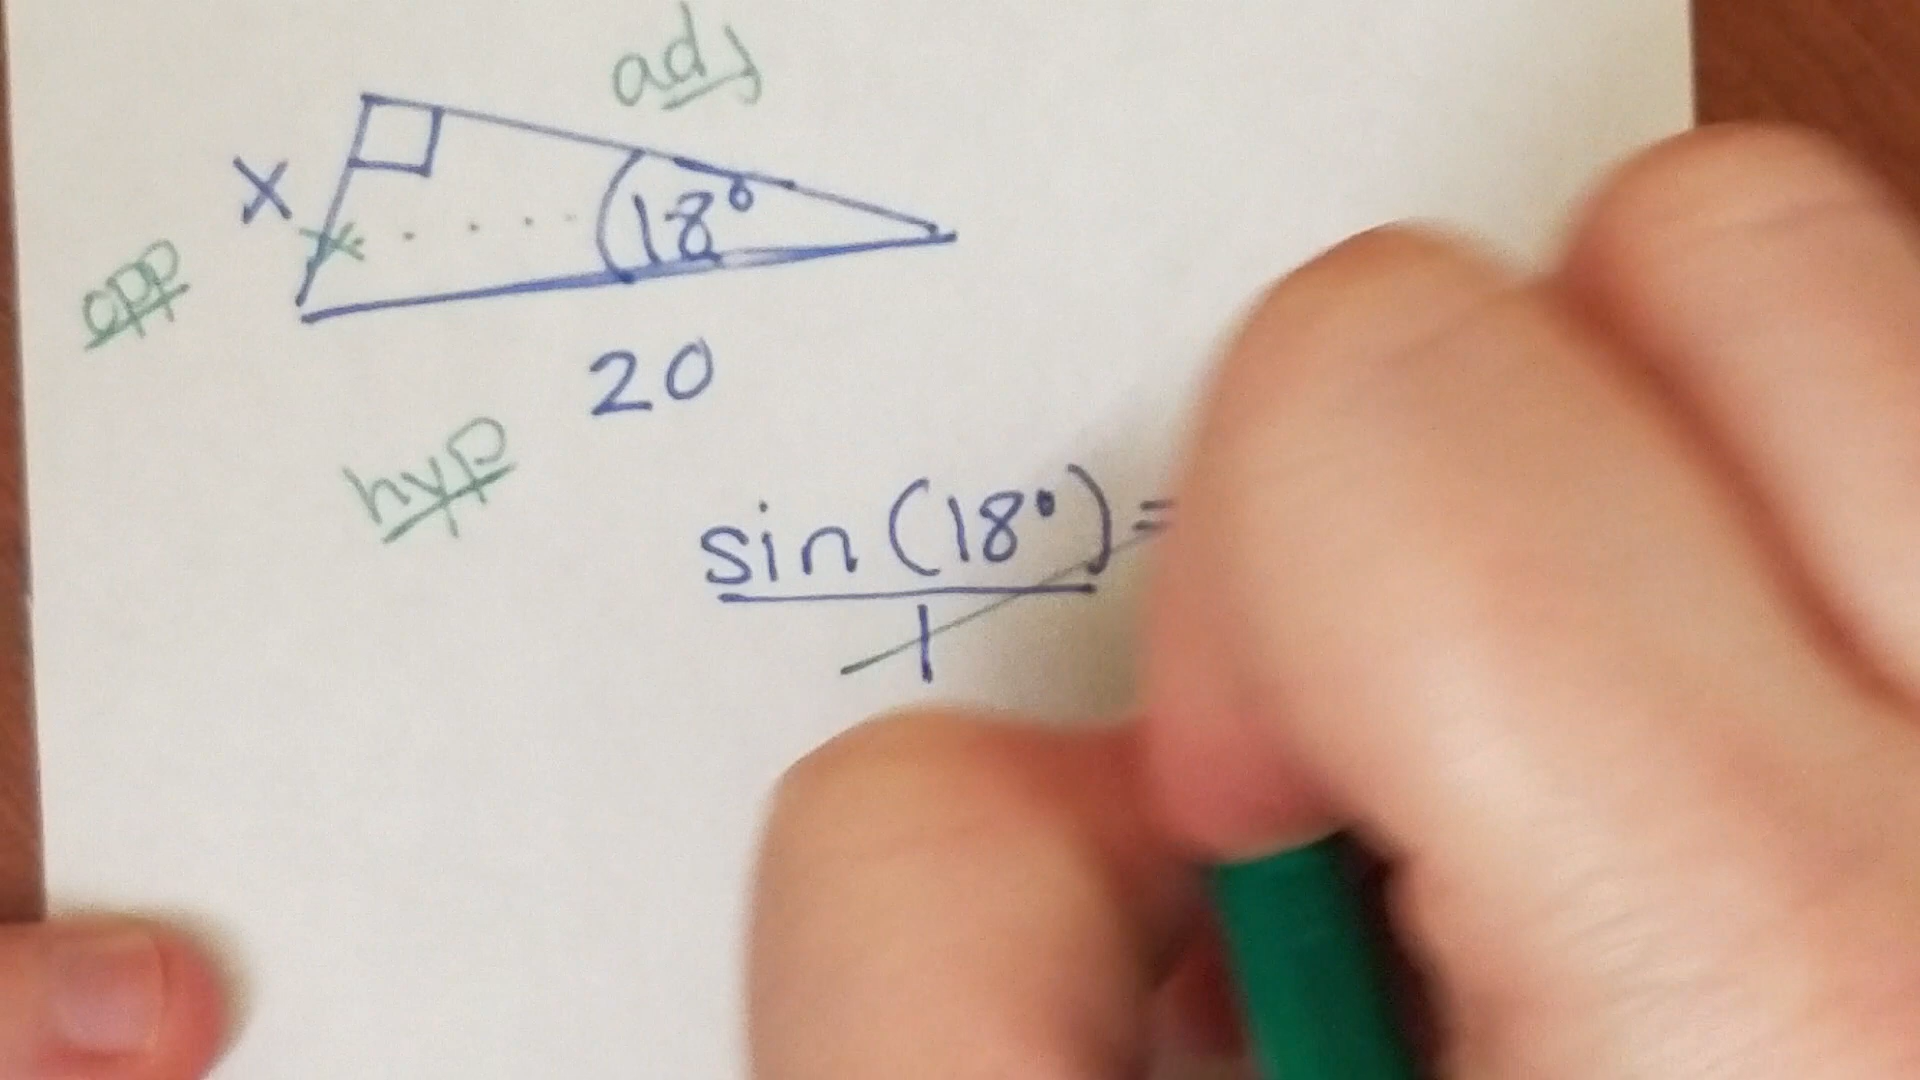 adj
x
18°
opp
20
hyp
sin (18°) =
1